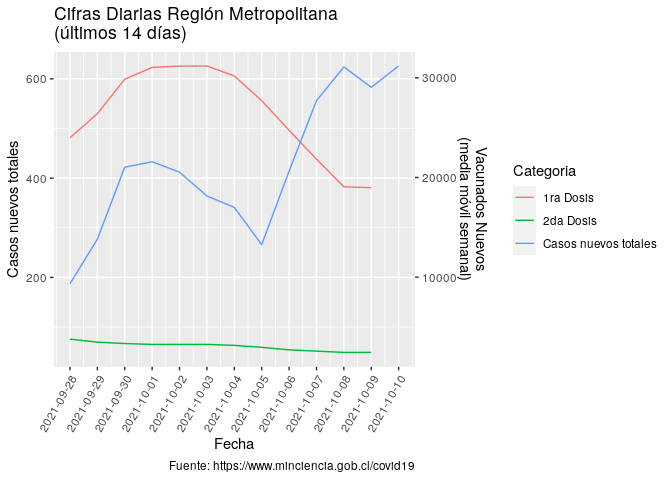 Cifras Diarias Región Metropolitana
(últimos 14 días)
600
400
200
30000
20000
10000
Casos nuevos totales
Vacunados Nuevos
(media móvil semanal)
2021-09-28
2021-09-29
2021-09-30
2021-10-01
2021-10-02
2021-10-03
2021-10-04
2021-10-05
2021-10-06
2021-10-07
2021-10-08
2021-10-09
2021-10-10
Fecha
Categoria
1ra Dosis
2da Dosis
Casos nuevos totales
Fuente: https://www.minciencia.gob.cl/covid19